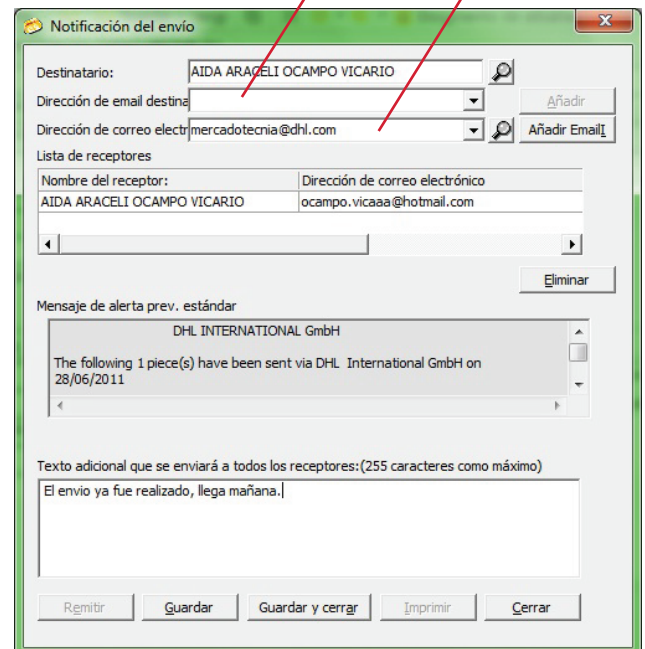 Notificación del envío
Destinatario: AIDA ARACELI OCAMPO VICARIO
Dirección de email destina Añadir
Dirección de correo electr mercadotecnia@dhl.com Añadir EmailI
Lista de receptores
Nombre del receptor: Dirección de correo electrónico
AIDA ARACELI OCAMPO VICARIO ocampo.vicaaa@hotmail.com
Eliminar
Mensaje de alerta prev. estándar
DHL INTERNATIONAL GmbH
The following 1 piece(s) have been sent via DHL International GmbH on
28/06/2011
Texto adicional que se enviará a todos los receptores:(255 caracteres como máximo)
El envio ya fue realizado, llega mañana.
Remitir Guardar Guardar y cerrar Imprimir Cerrar